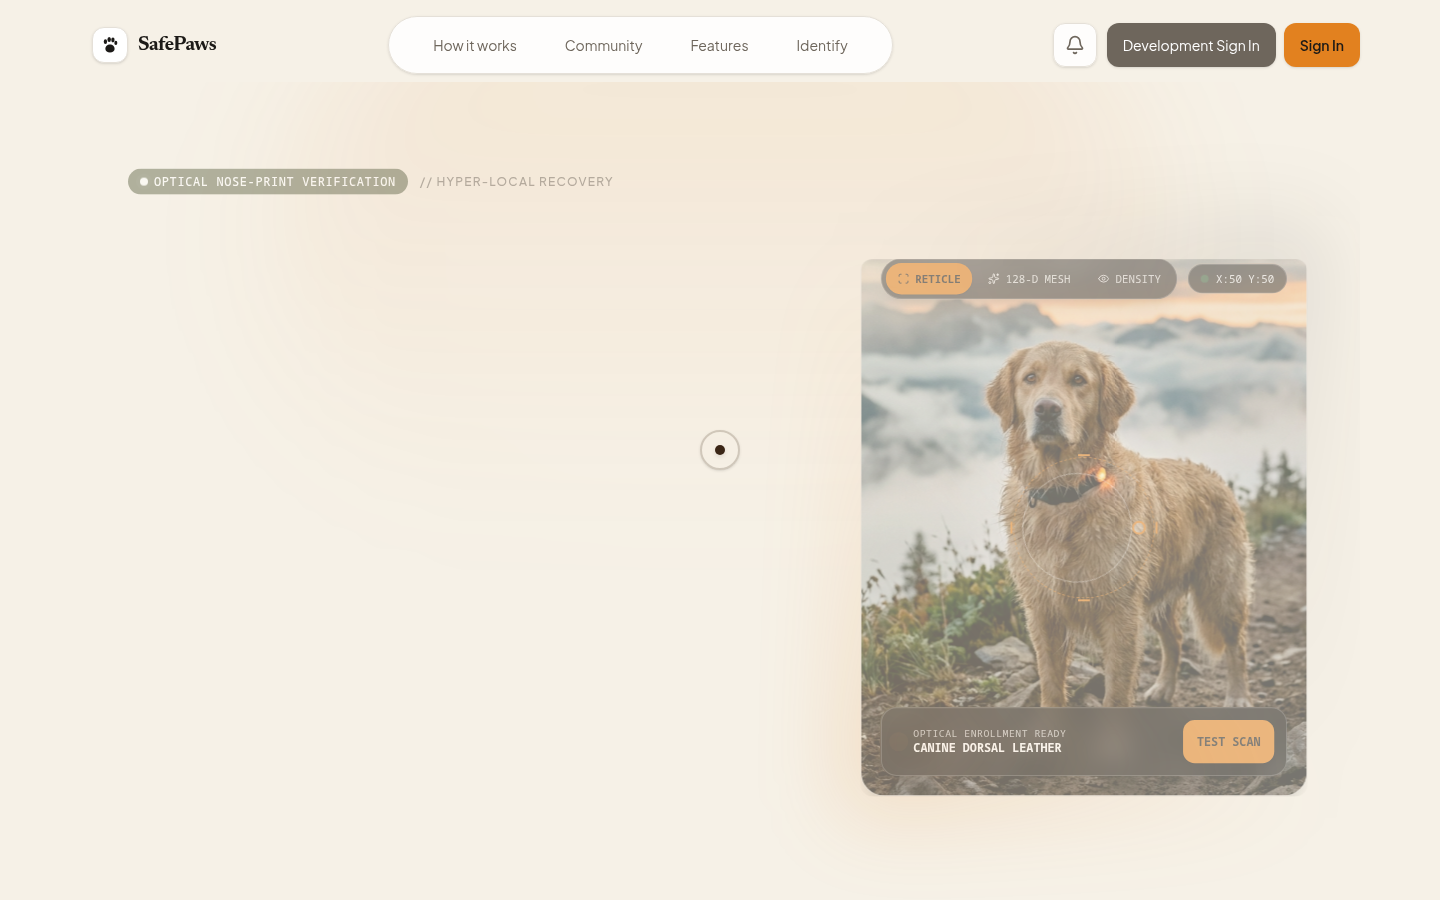 SafePaws
How it works
Community
Features
Identify
Development Sign In
Sign In
OPTICAL NOSE-PRINT VERIFICATION
// HYPER-LOCAL RECOVERY
RETICLE
128-D MESH
DENSITY
X:50 Y:50
OPTICAL ENROLLMENT READY
CANINE DORSAL LEATHER
TEST SCAN